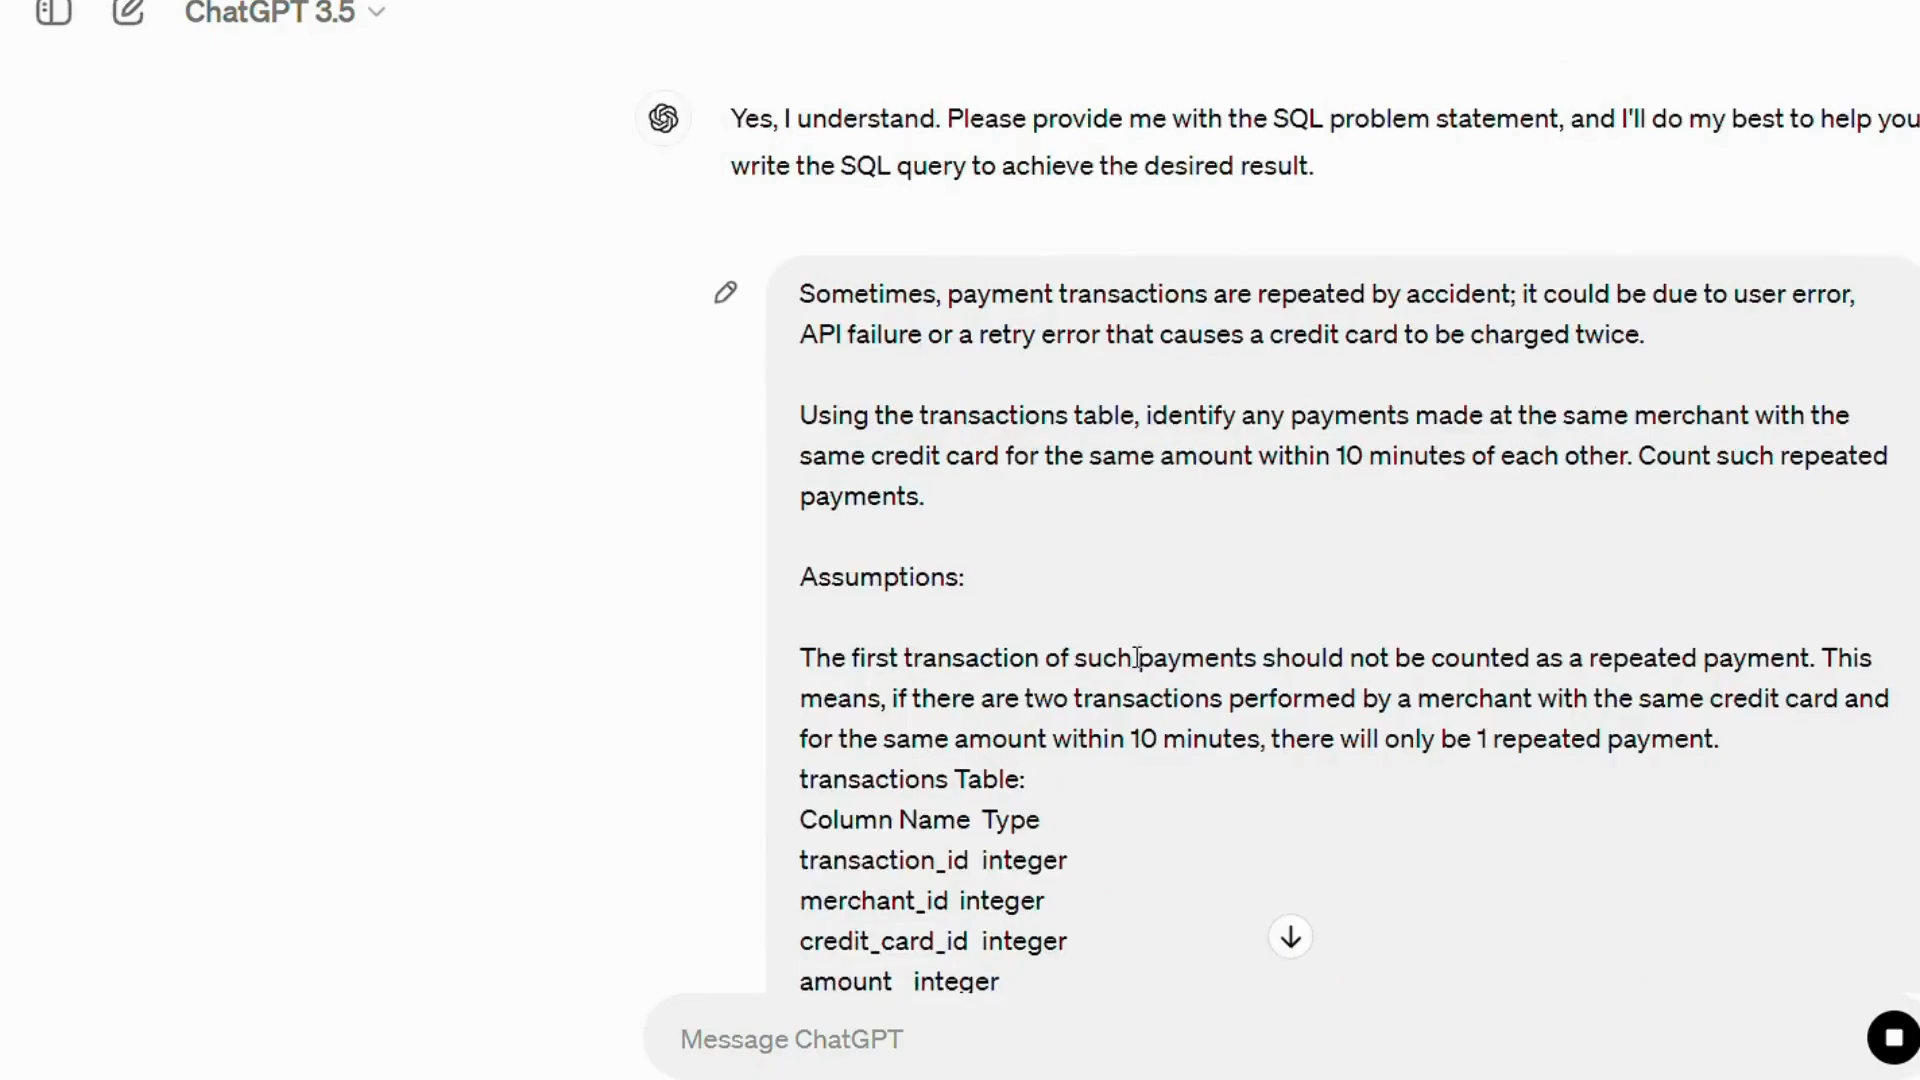 ChatGPT 3.5
Yes, I understand. Please provide me with the SQL problem statement, and I'll do my best to help you
write the SQL query to achieve the desired result.
Sometimes, payment transactions are repeated by accident; it could be due to user error,
API failure or a retry error that causes a credit card to be charged twice.
Using the transactions table, identify any payments made at the same merchant with the
same credit card for the same amount within 10 minutes of each other. Count such repeated
payments.
Assumptions:
The first transaction of such payments should not be counted as a repeated payment. This
means, if there are two transactions performed by a merchant with the same credit card and
for the same amount within 10 minutes, there will only be 1 repeated payment.
transactions Table:
Column Name Type
transaction_id integer
merchant_id integer
credit_card_id integer
amount integer
Message ChatGPT